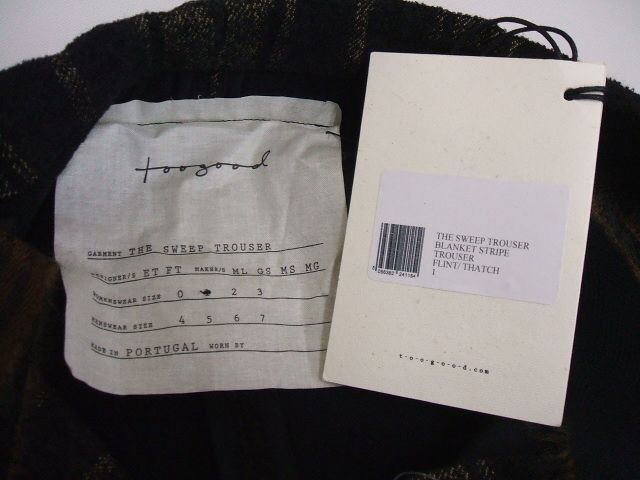 toogood
GARMENT THE SWEEP TROUSER
DESIGNER/S ET FT MAKER/S ML GS MS MG
WOMENSWEAR SIZE 0 2 3
MENSWEAR SIZE 4 5 6 7
MADE IN PORTUGAL WORN BY
THE SWEEP TROUSER
BLANKET STRIPE
TROUSER
FLINT/ THATCH
1
t-o-o-g-o-o-d.com